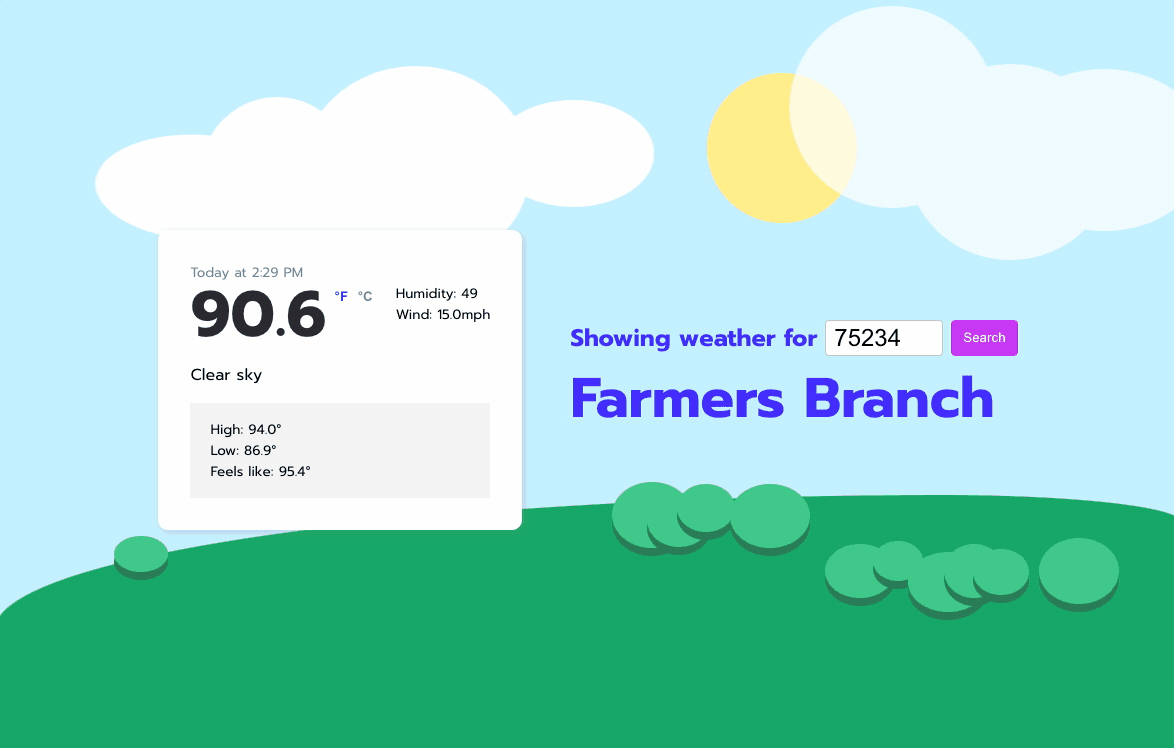 Today at 2:29 PM
90.6 °F °C
Humidity: 49
Wind: 15.0mph
Clear sky
High: 94.0°
Low: 86.9°
Feels like: 95.4°
Showing weather for 75234 Search
Farmers Branch